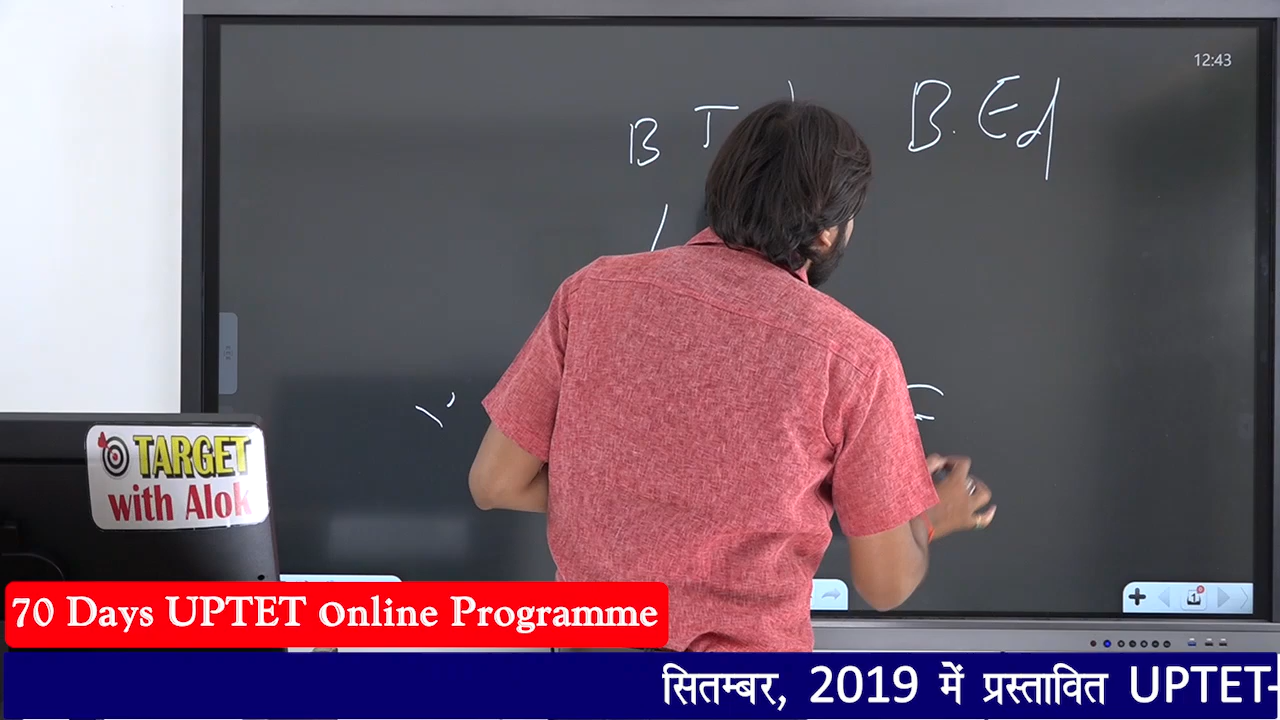 12:43
B T
B.Ed
TARGET
with Alok
70 Days UPTET Online Programme
सितम्बर, 2019 में प्रस्तावित UPTET-